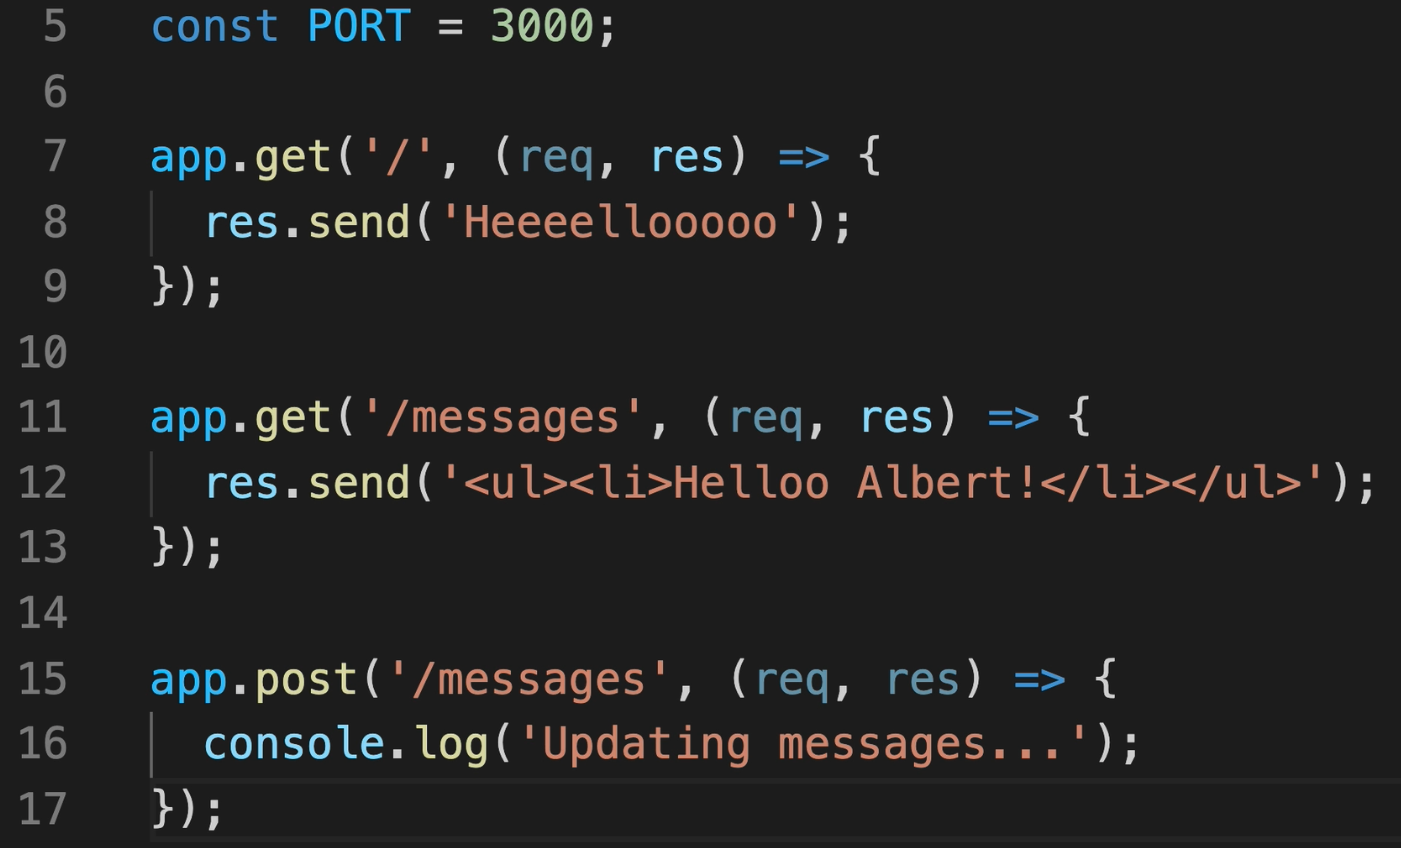 5 const PORT = 3000;
6
7 app.get('/', (req, res) => {
8 res.send('Heeeellooooo');
9 });
10
11 app.get('/messages', (req, res) => {
12 res.send('<ul><li>Helloo Albert!</li></ul>');
13 });
14
15 app.post('/messages', (req, res) => {
16 console.log('Updating messages...');
17 });